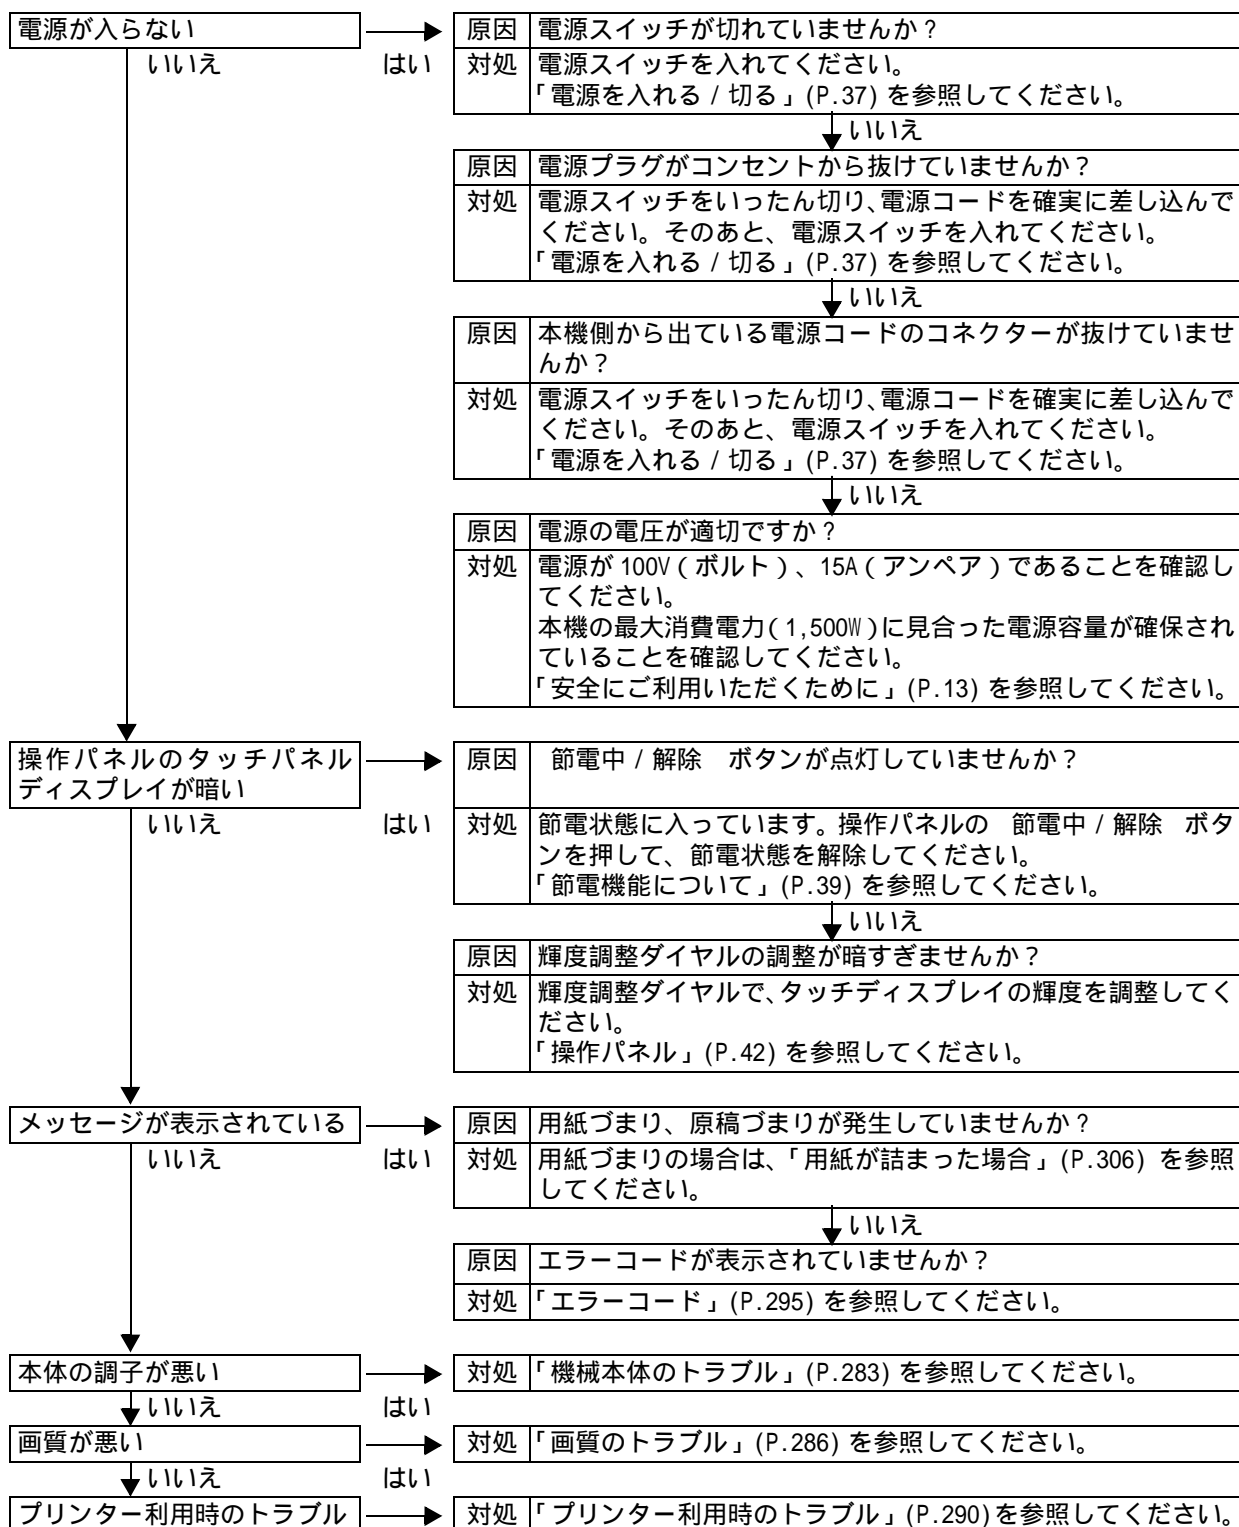 電源が入らない
原因 電源スイッチが切れていませんか?
いいえ はい
対処 電源スイッチを入れてください。
「電源を入れる / 切る」(P.37) を参照してください。
いいえ
原因 電源プラグがコンセントから抜けていませんか?
対処 電源スイッチをいったん切り、電源コードを確実に差し込んで
ください。そのあと、電源スイッチを入れてください。
「電源を入れる / 切る」(P.37) を参照してください。
いいえ
原因 本機側から出ている電源コードのコネクターが抜けていませ
んか?
対処 電源スイッチをいったん切り、電源コードを確実に差し込んで
ください。そのあと、電源スイッチを入れてください。
「電源を入れる / 切る」(P.37) を参照してください。
いいえ
原因 電源の電圧が適切ですか?
対処 電源が 100V(ボルト)、15A(アンペア)であることを確認し
てください。
本機の最大消費電力(1,500W)に見合った電源容量が確保され
ていることを確認してください。
「安全にご利用いただくために」(P.13) を参照してください。
操作パネルのタッチパネル
ディスプレイが暗い
原因 節電中 / 解除 ボタンが点灯していませんか?
いいえ はい
対処 節電状態に入っています。操作パネルの 節電中 / 解除 ボタ
ンを押して、節電状態を解除してください。
「節電機能について」(P.39) を参照してください。
いいえ
原因 輝度調整ダイヤルの調整が暗すぎませんか?
対処 輝度調整ダイヤルで、タッチディスプレイの輝度を調整してく
ださい。
「操作パネル」(P.42) を参照してください。
メッセージが表示されている
原因 用紙づまり、原稿づまりが発生していませんか?
いいえ はい
対処 用紙づまりの場合は、「用紙が詰まった場合」(P.306) を参照
してください。
いいえ
原因 エラーコードが表示されていませんか?
対処 「エラーコード」(P.295) を参照してください。
本体の調子が悪い
対処 「機械本体のトラブル」(P.283) を参照してください。
いいえ はい
画質が悪い
対処 「画質のトラブル」(P.286) を参照してください。
いいえ はい
プリンター利用時のトラブル
対処 「プリンター利用時のトラブル」(P.290)を参照してください。